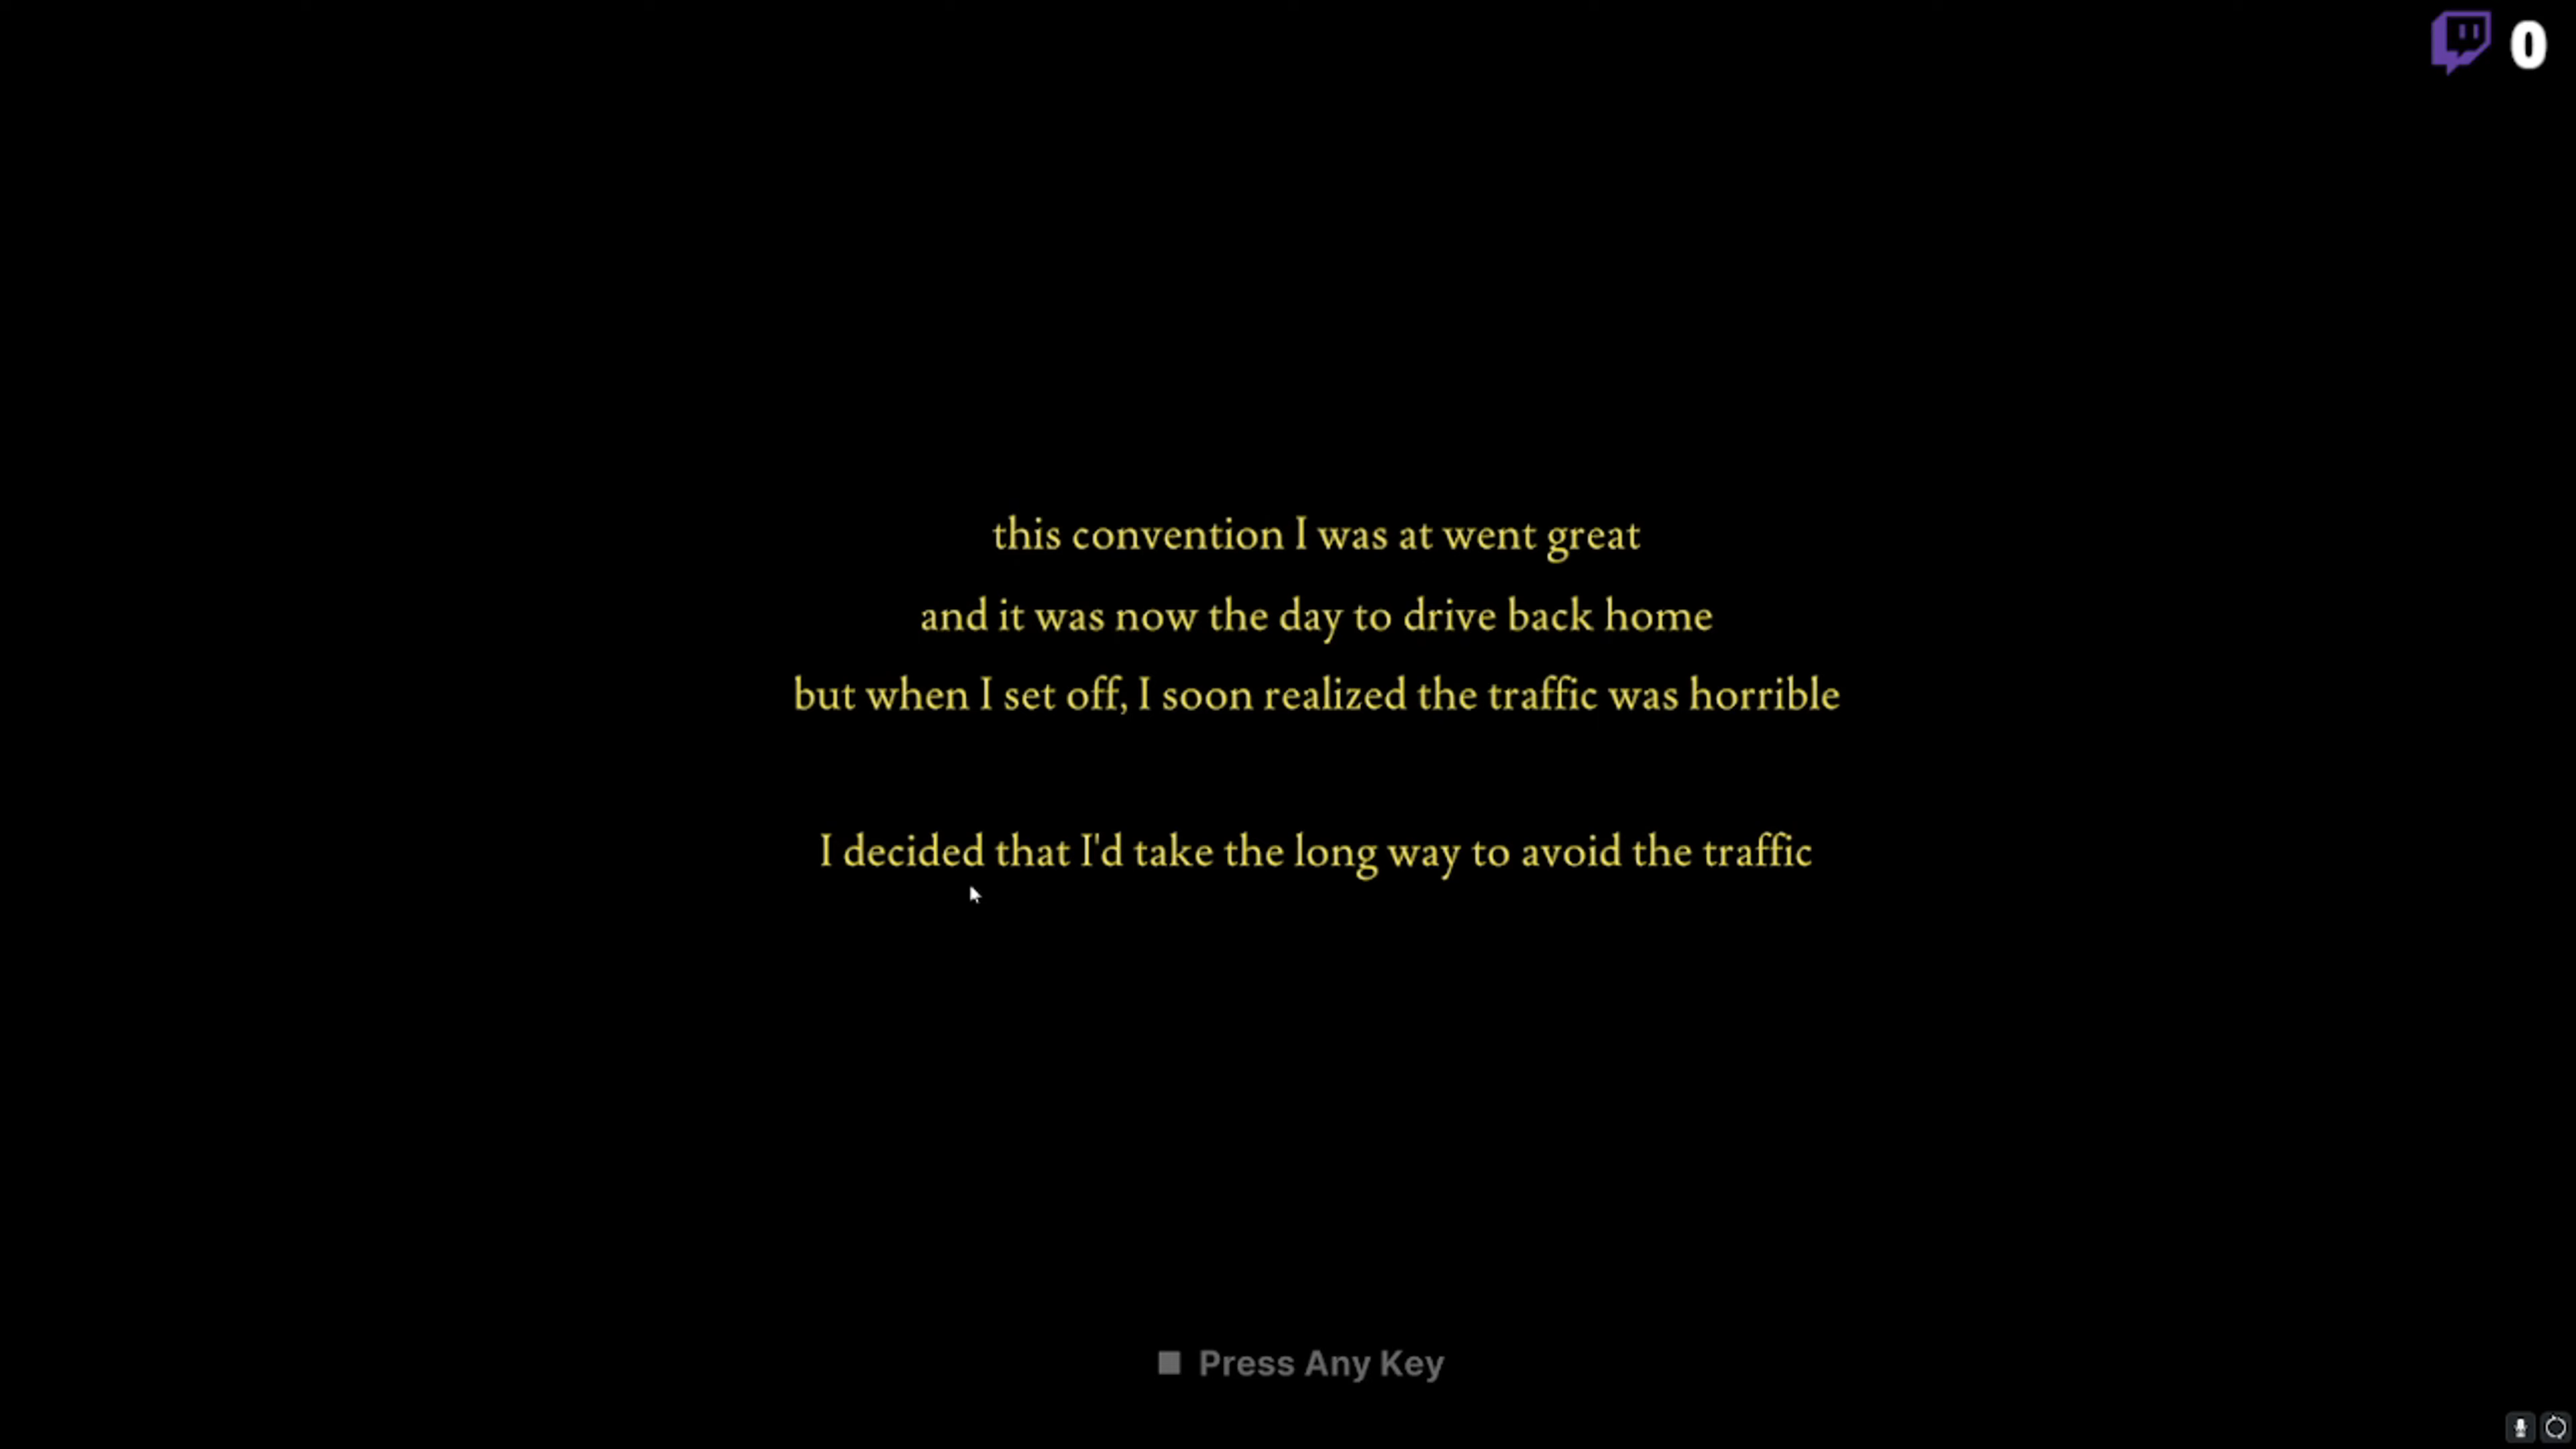 0
this convention I was at went great
and it was now the day to drive back home
but when I set off, I soon realized the traffic was horrible
I decided that I'd take the long way to avoid the traffic
Press Any Key